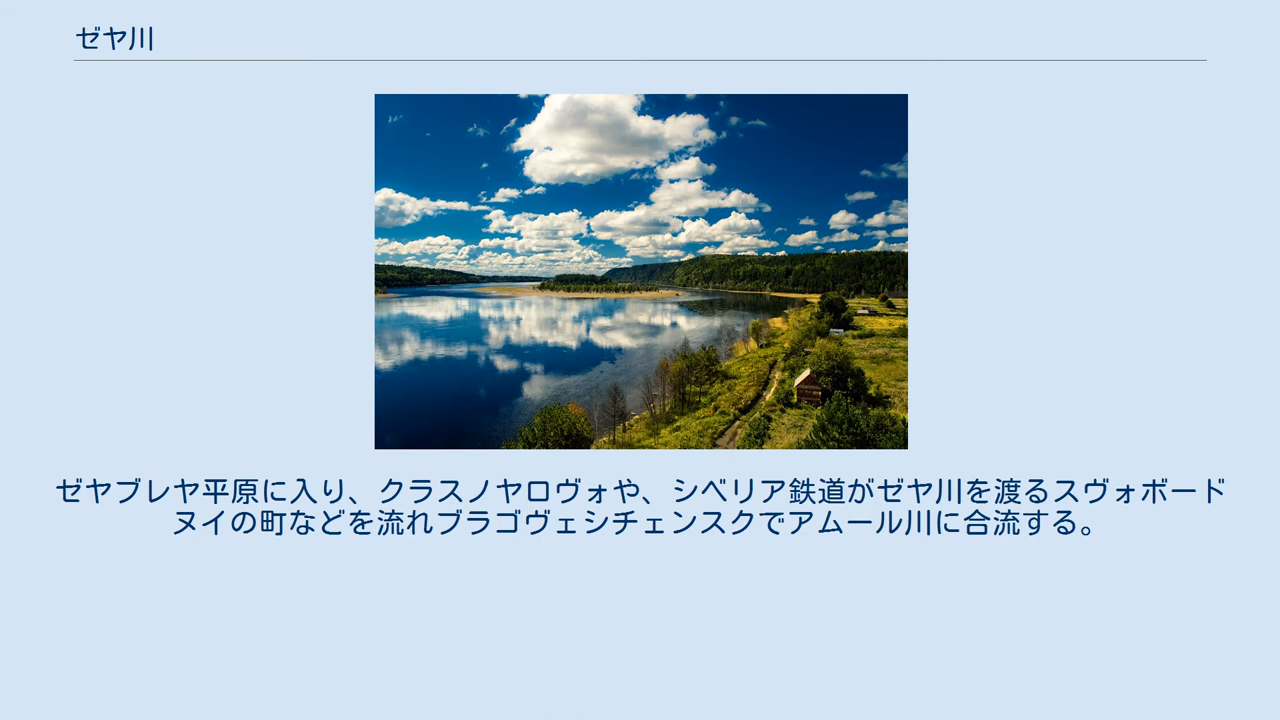 ゼヤ川
ゼヤブレヤ平原に入り、クラスノヤロヴォや、シベリア鉄道がゼヤ川を渡るスヴォボード
ヌイの町などを流れブラゴヴェシチェンスクでアムール川に合流する。